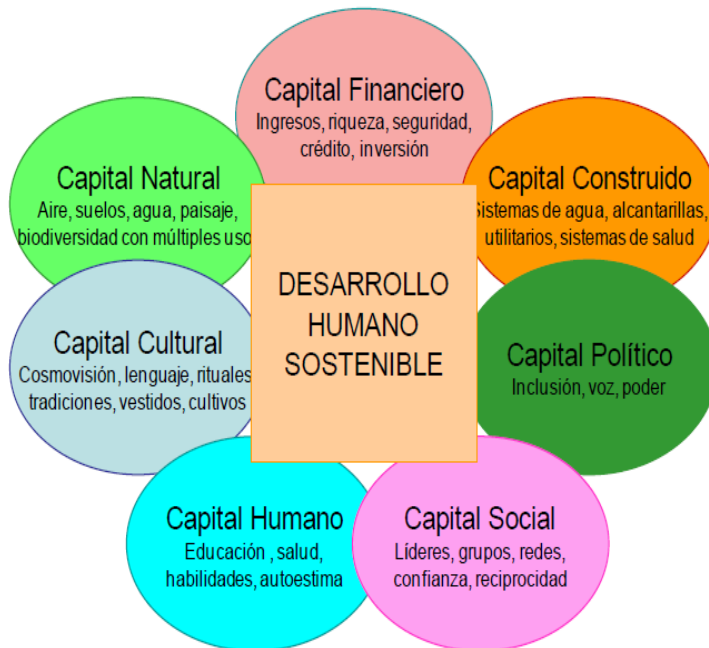 Capital Financiero
Ingresos, riqueza, seguridad,
crédito, inversión
Capital Natural
Aire, suelos, agua, paisaje,
biodiversidad con múltiples uso
Capital Construido
Sistemas de agua, alcantarillas,
utilitarios, sistemas de salud
DESARROLLO
HUMANO
SOSTENIBLE
Capital Cultural
Cosmovisión, lenguaje, rituales
tradiciones, vestidos, cultivos
Capital Político
Inclusión, voz, poder
Capital Humano
Educación , salud,
habilidades, autoestima
Capital Social
Líderes, grupos, redes,
confianza, reciprocidad